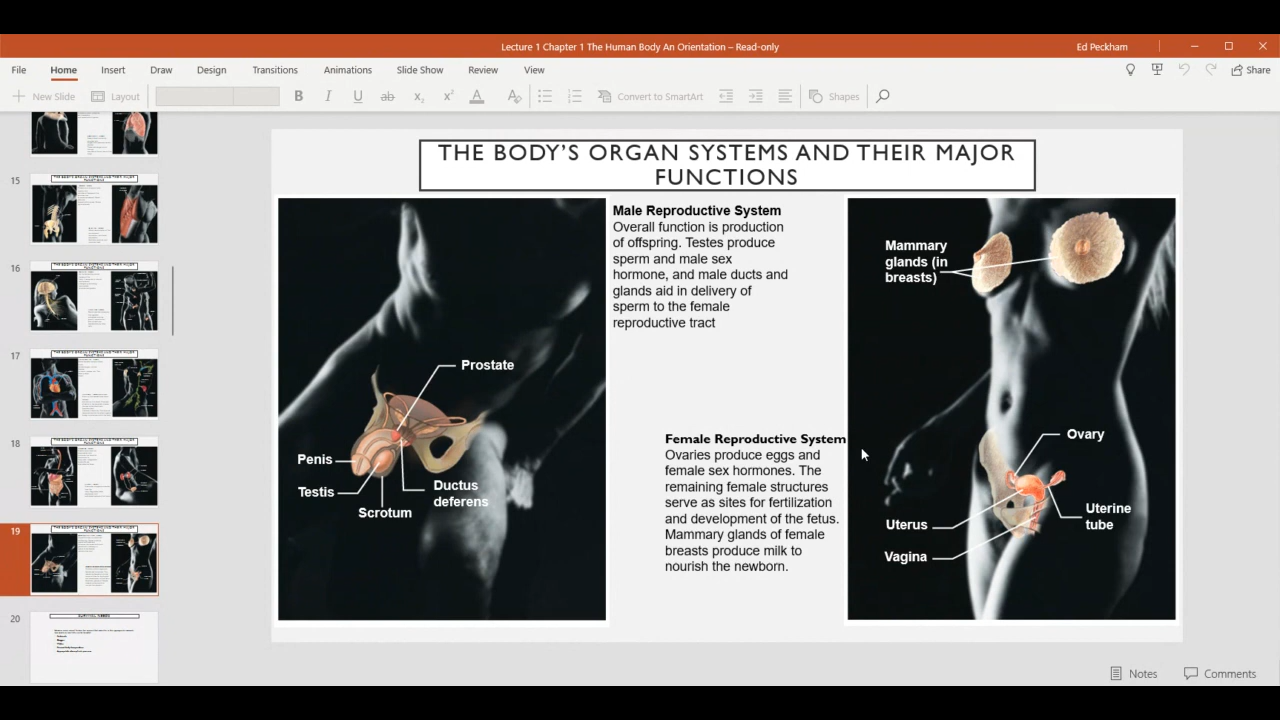 Lecture 1 Chapter 1 The Human Body An Orientation – Read-only
Ed Peckham
File Home Insert Draw Design Transitions Animations Slide Show Review View
Share
New Slide
Layout
Convert to SmartArt
Shapes
15
16
17
18
19
20
THE BODY'S ORGAN SYSTEMS AND THEIR MAJOR
FUNCTIONS
Prostate
Penis
Testis
Scrotum
Ductus
deferens
Male Reproductive System
Overall function is production
of offspring. Testes produce
sperm and male sex
hormone, and male ducts and
glands aid in delivery of
sperm to the female
reproductive tract
Female Reproductive System
Ovaries produce eggs and
female sex hormones. The
remaining female structures
serve as sites for fertilization
and development of the fetus.
Mammary glands of female
breasts produce milk to
nourish the newborn.
Mammary
glands (in
breasts)
Ovary
Uterus
Uterine
tube
Vagina
Notes
Comments